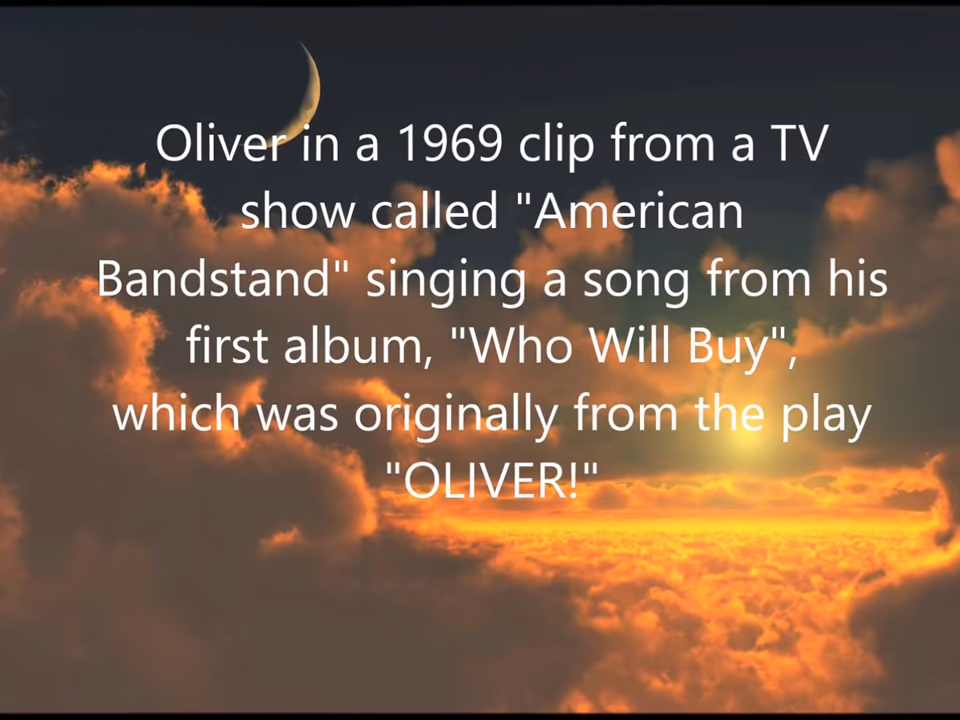 Oliver in a 1969 clip from a TV
show called "American
Bandstand" singing a song from his
first album, "Who Will Buy",
which was originally from the play
"OLIVER!"